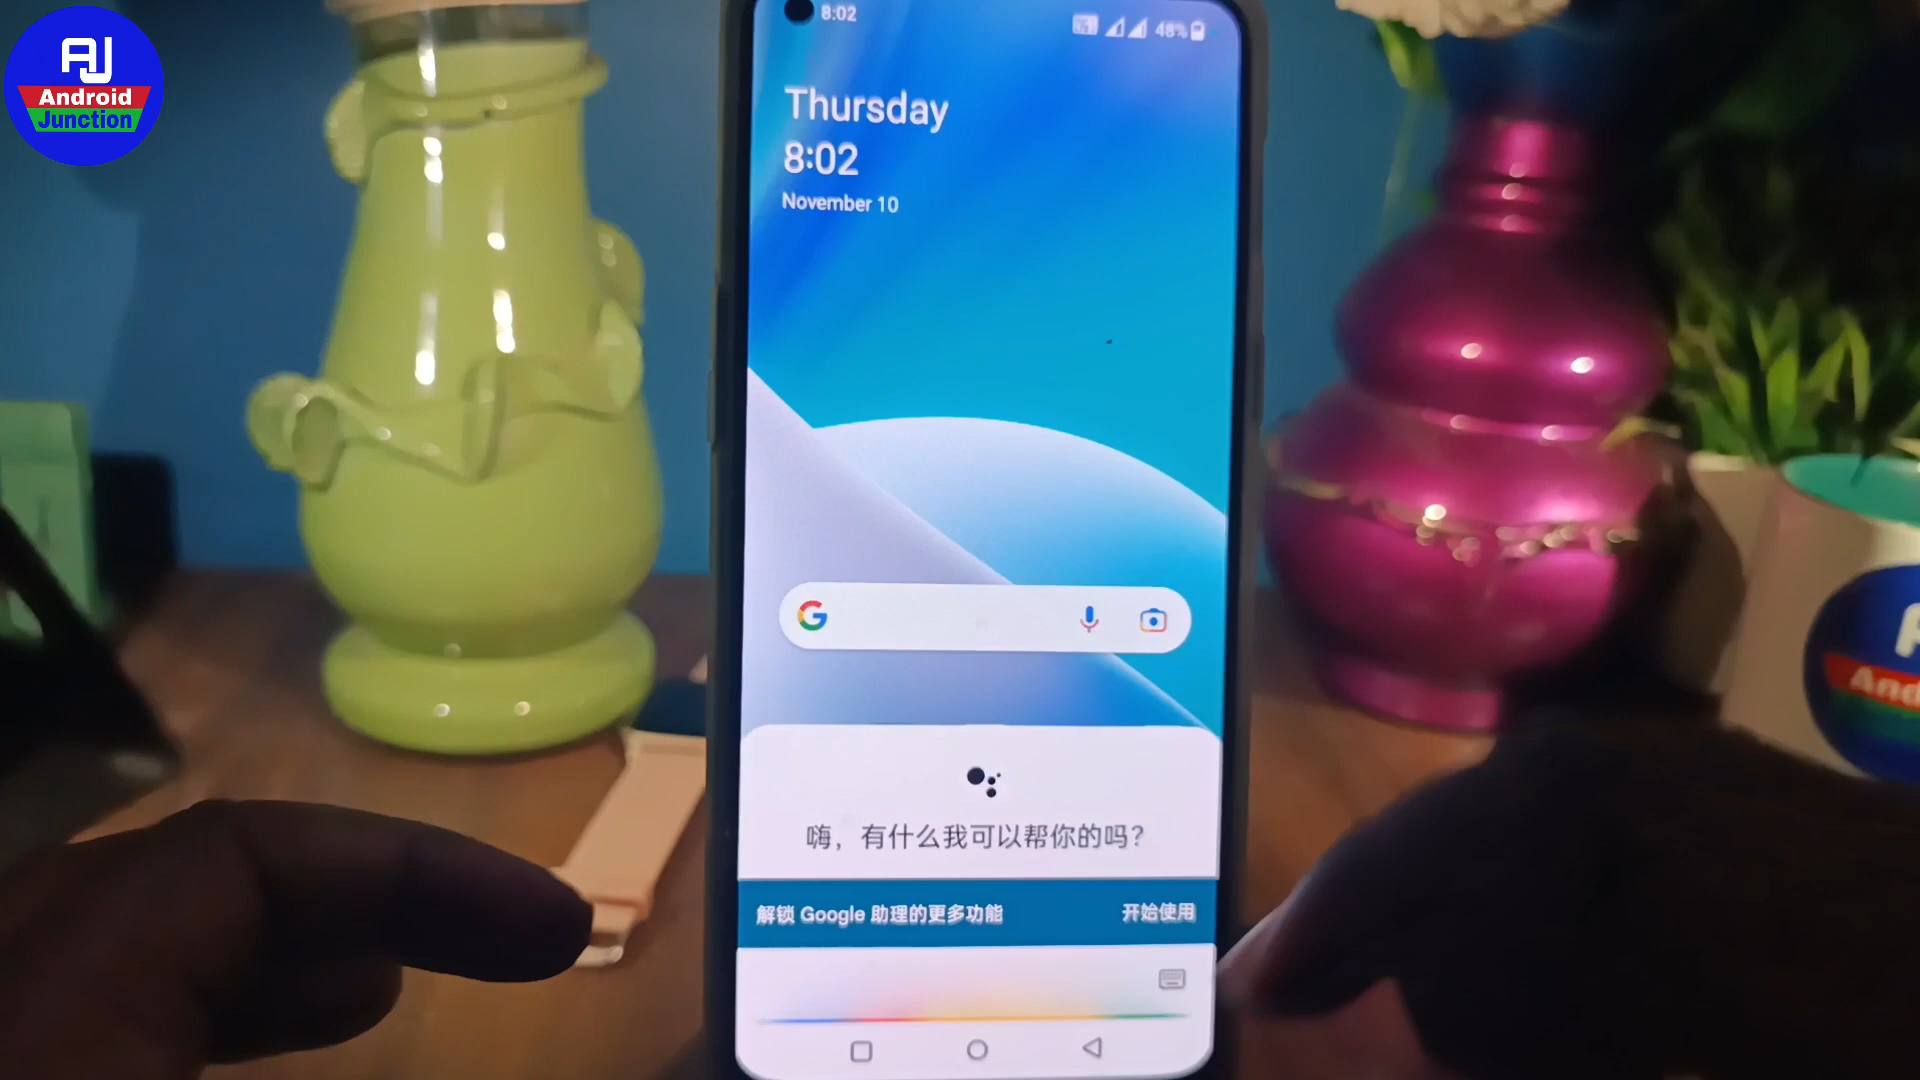 AJ
Android
Junction
8:02
48%
Thursday
8:02
November 10
G
嗨，有什么我可以帮你的吗？
解锁 Google 助理的更多功能
开始使用